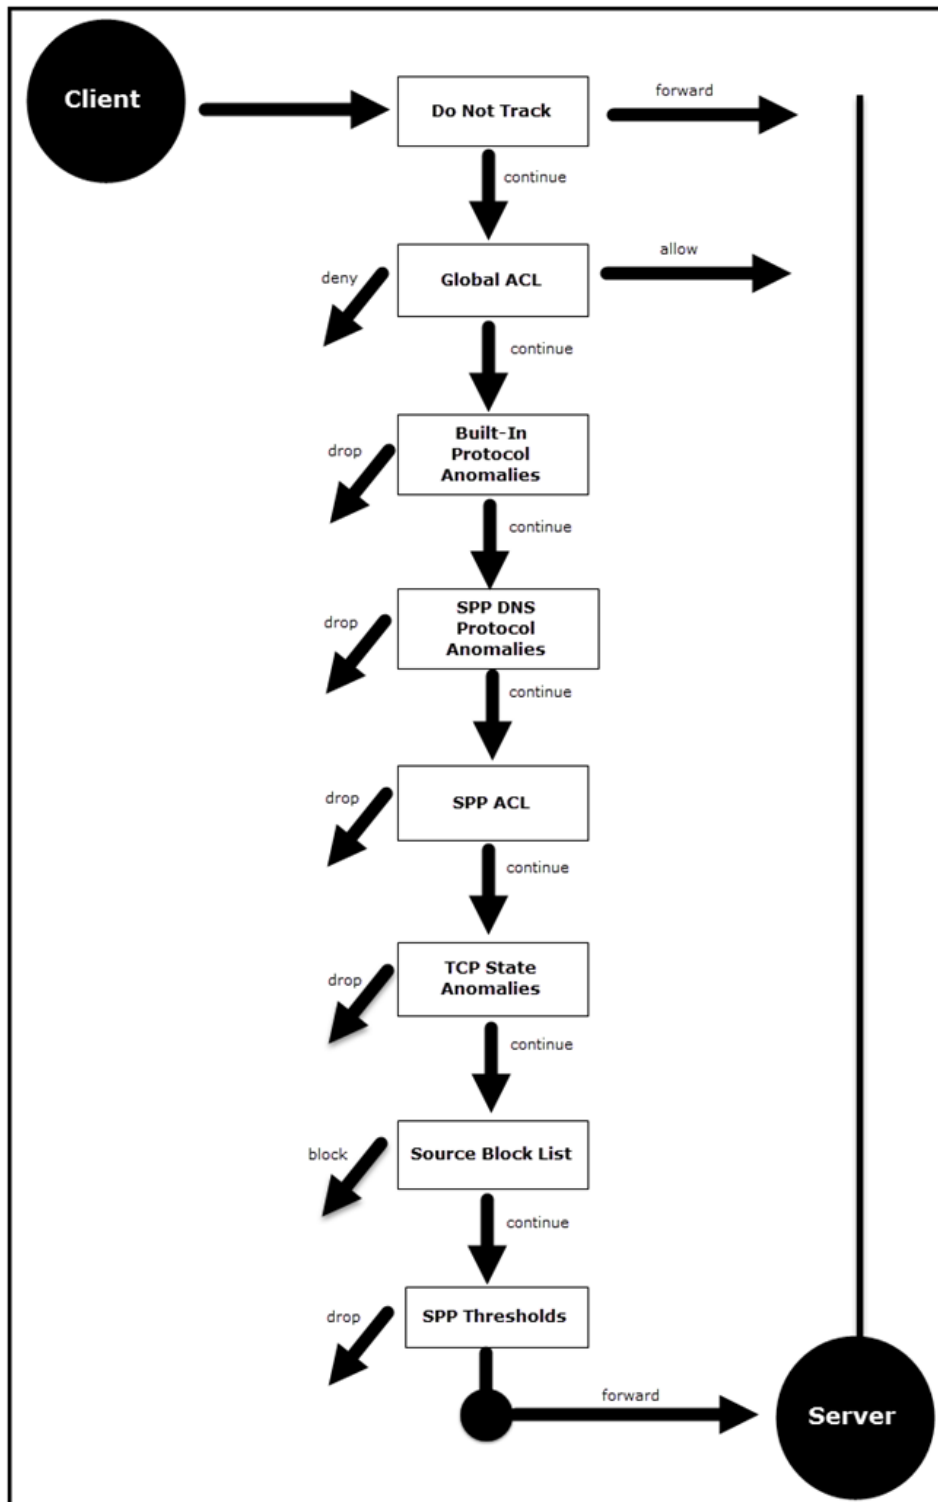 Client
Do Not Track
forward
continue
deny
Global ACL
allow
continue
drop
Built-In
Protocol
Anomalies
continue
drop
SPP DNS
Protocol
Anomalies
continue
drop
SPP ACL
continue
drop
TCP State
Anomalies
continue
block
Source Block List
continue
drop
SPP Thresholds
forward
Server